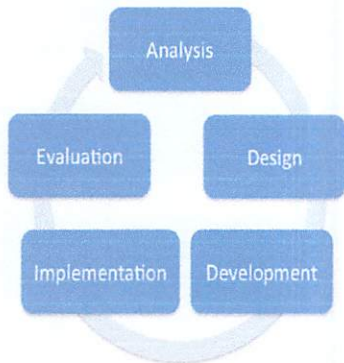 Analysis
Design
Development
Implementation
Evaluation